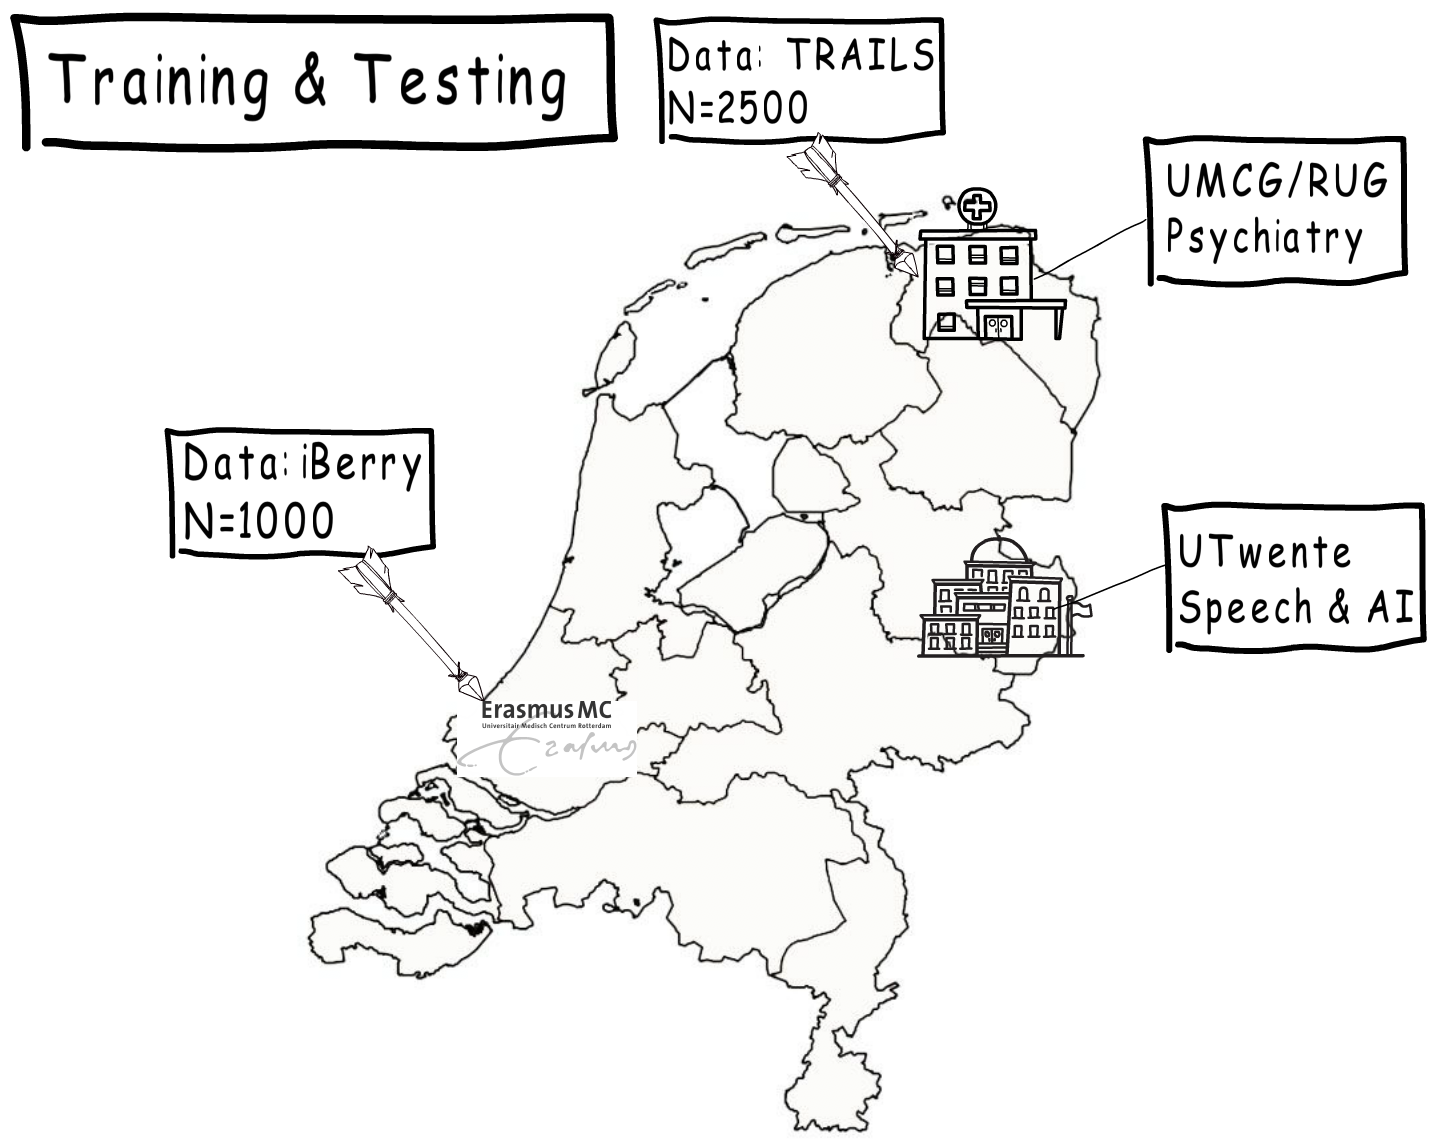 Training & Testing
Data: TRAILS
N=2500
UMCG/RUG
Psychiatry
Data: iBerry
N=1000
UTwente
Speech & AI
Erasmus MC
Universitair Medisch Centrum Rotterdam
Erasmus